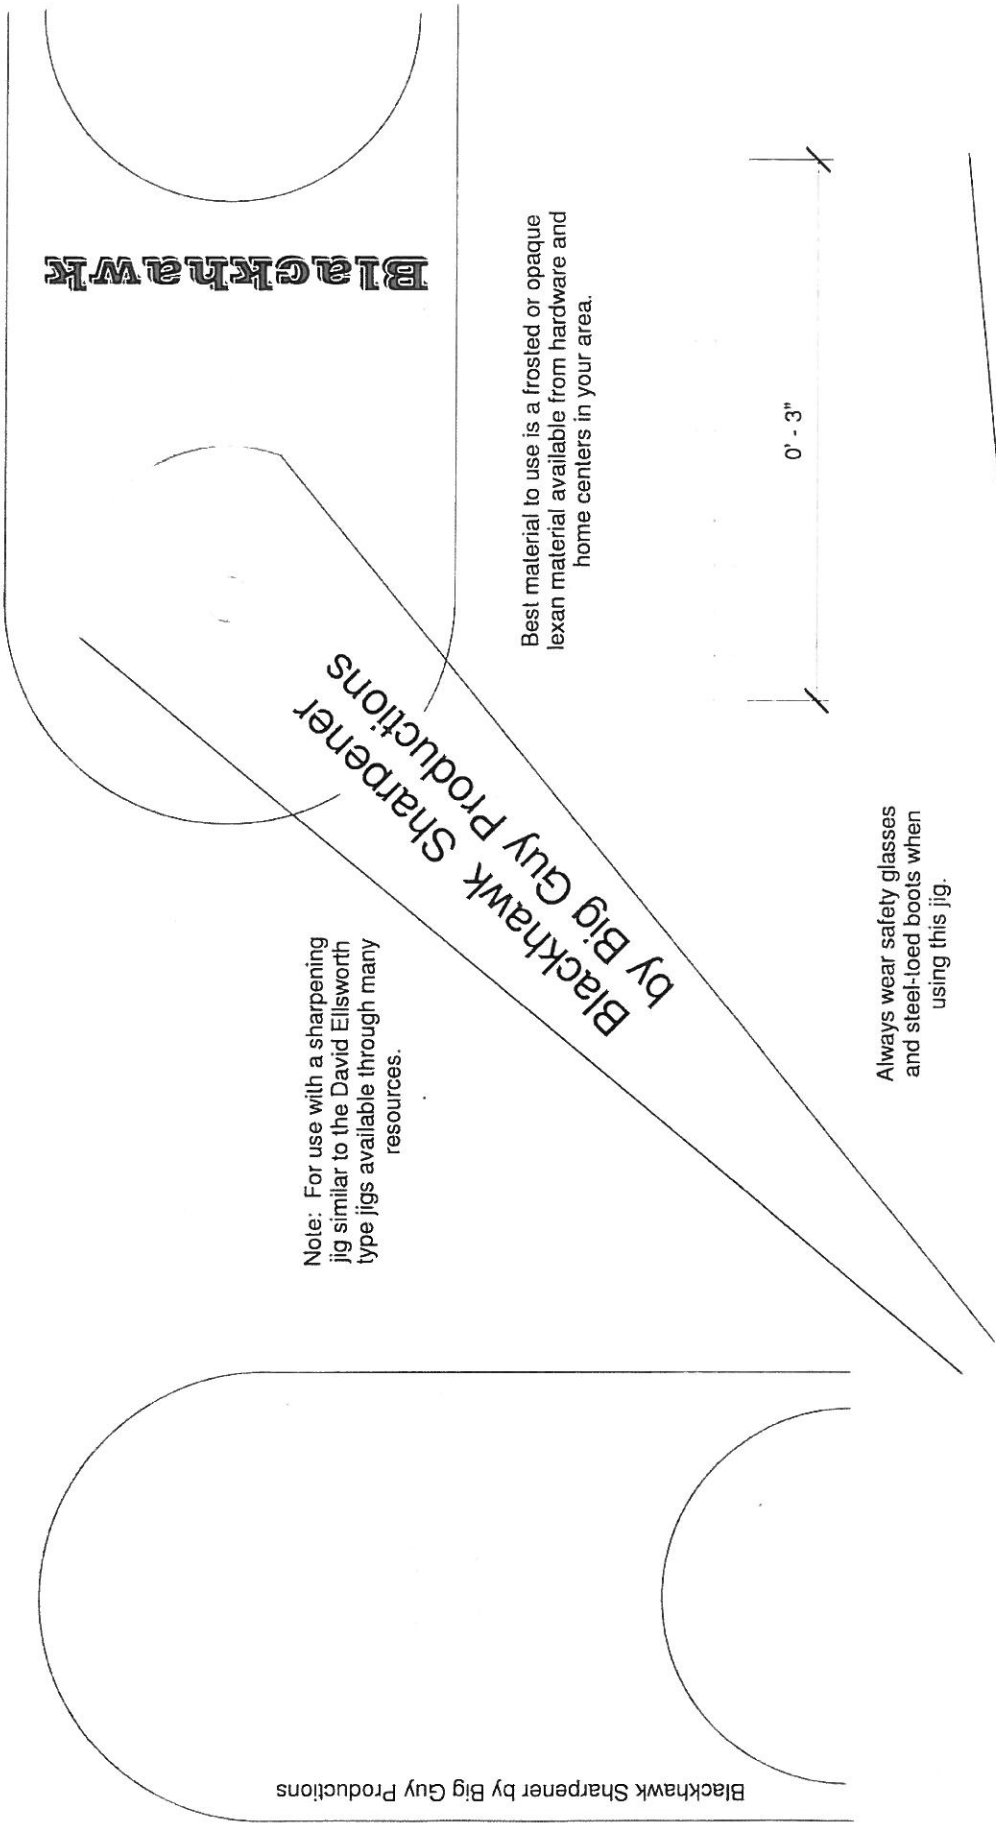 Blackhawk
Best material to use is a frosted or opaque
lexan material available from hardware and
home centers in your area.
0' - 3"
Blackhawk Sharpener
by Big Guy Productions
Note: For use with a sharpening
jig similar to the David Ellsworth
type jigs available through many
resources.
Always wear safety glasses
and steel-toed boots when
using this jig.
Blackhawk Sharpener by Big Guy Productions